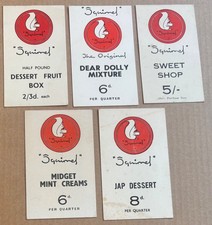 "Squirrel"
HALF POUND
DESSERT FRUIT
BOX
2/3d. each
"Squirrel"
The Original
DEAR DOLLY
MIXTURE
6d
PER QUARTER
"Squirrel"
SWEET
SHOP
5/-
"Squirrel"
MIDGET
MINT CREAMS
6d
PER QUARTER
"Squirrel"
JAP DESSERT
8d
PER QUARTER